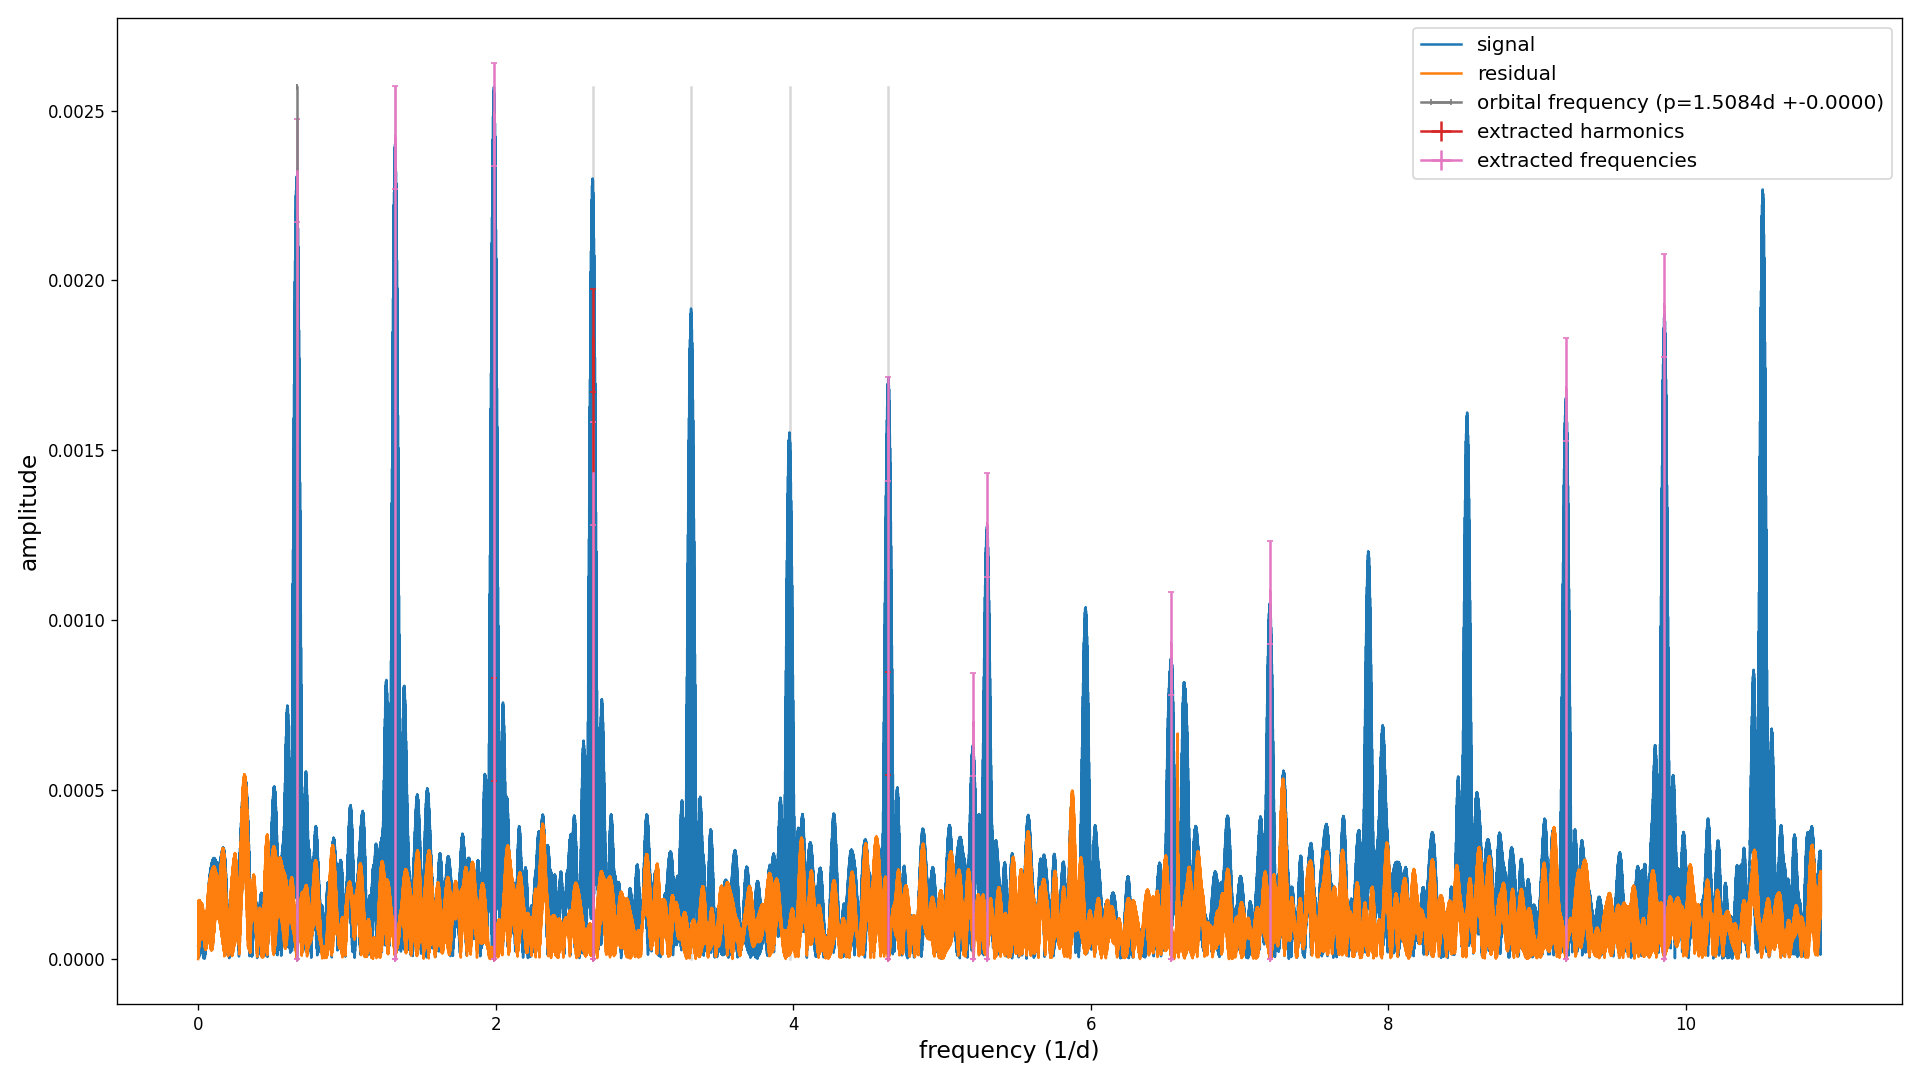 signal
residual
orbital frequency (p=1.5084d +-0.0000)
extracted harmonics
extracted frequencies
0.0025
0.0020
0.0015
0.0010
0.0005
0.0000
amplitude
0 2 4 6 8 10
frequency (1/d)